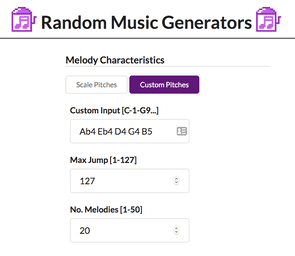 Random Music Generators
Melody Characteristics
Scale Pitches Custom Pitches
Custom Input [C-1-G9...]
Ab4 Eb4 D4 G4 B5
Max Jump [1-127]
127
No. Melodies [1-50]
20